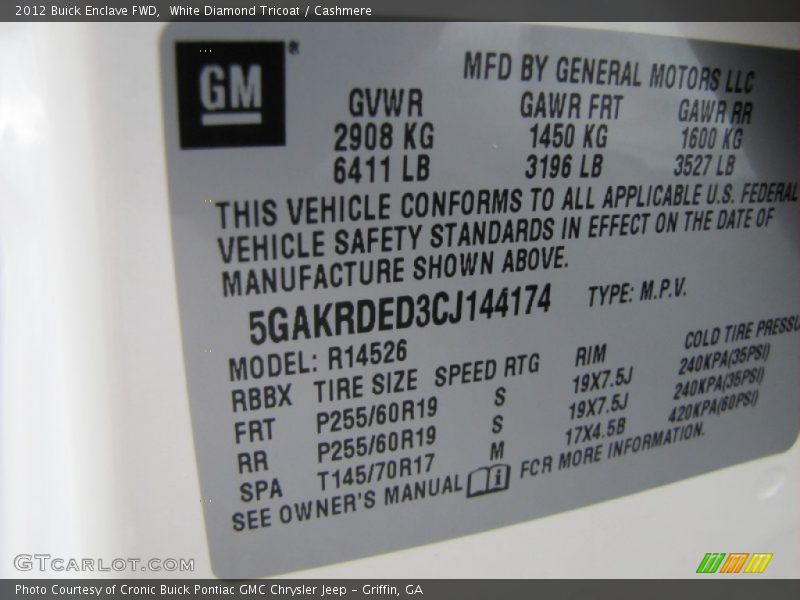 2012 Buick Enclave FWD,  White Diamond Tricoat / Cashmere
GM ®
MFD BY GENERAL MOTORS LLC
GVWR GAWR FRT GAWR RR
2908 KG 1450 KG 1600 KG
6411 LB 3196 LB 3527 LB
THIS VEHICLE CONFORMS TO ALL APPLICABLE U.S. FEDERAL
VEHICLE SAFETY STANDARDS IN EFFECT ON THE DATE OF
MANUFACTURE SHOWN ABOVE.
5GAKRDED3CJ144174 TYPE: M.P.V.
MODEL: R14526
RBBX TIRE SIZE SPEED RTG RIM COLD TIRE PRESSU
FRT P255/60R19 S 19X7.5J 240KPA(35PSI)
RR P255/60R19 S 19X7.5J 240KPA(35PSI)
SPA T145/70R17 M 17X4.5B 420KPA(60PSI)
SEE OWNER'S MANUAL i FOR MORE INFORMATION.
GTCARLOT.COM
Photo Courtesy of Cronic Buick Pontiac GMC Chrysler Jeep - Griffin, GA